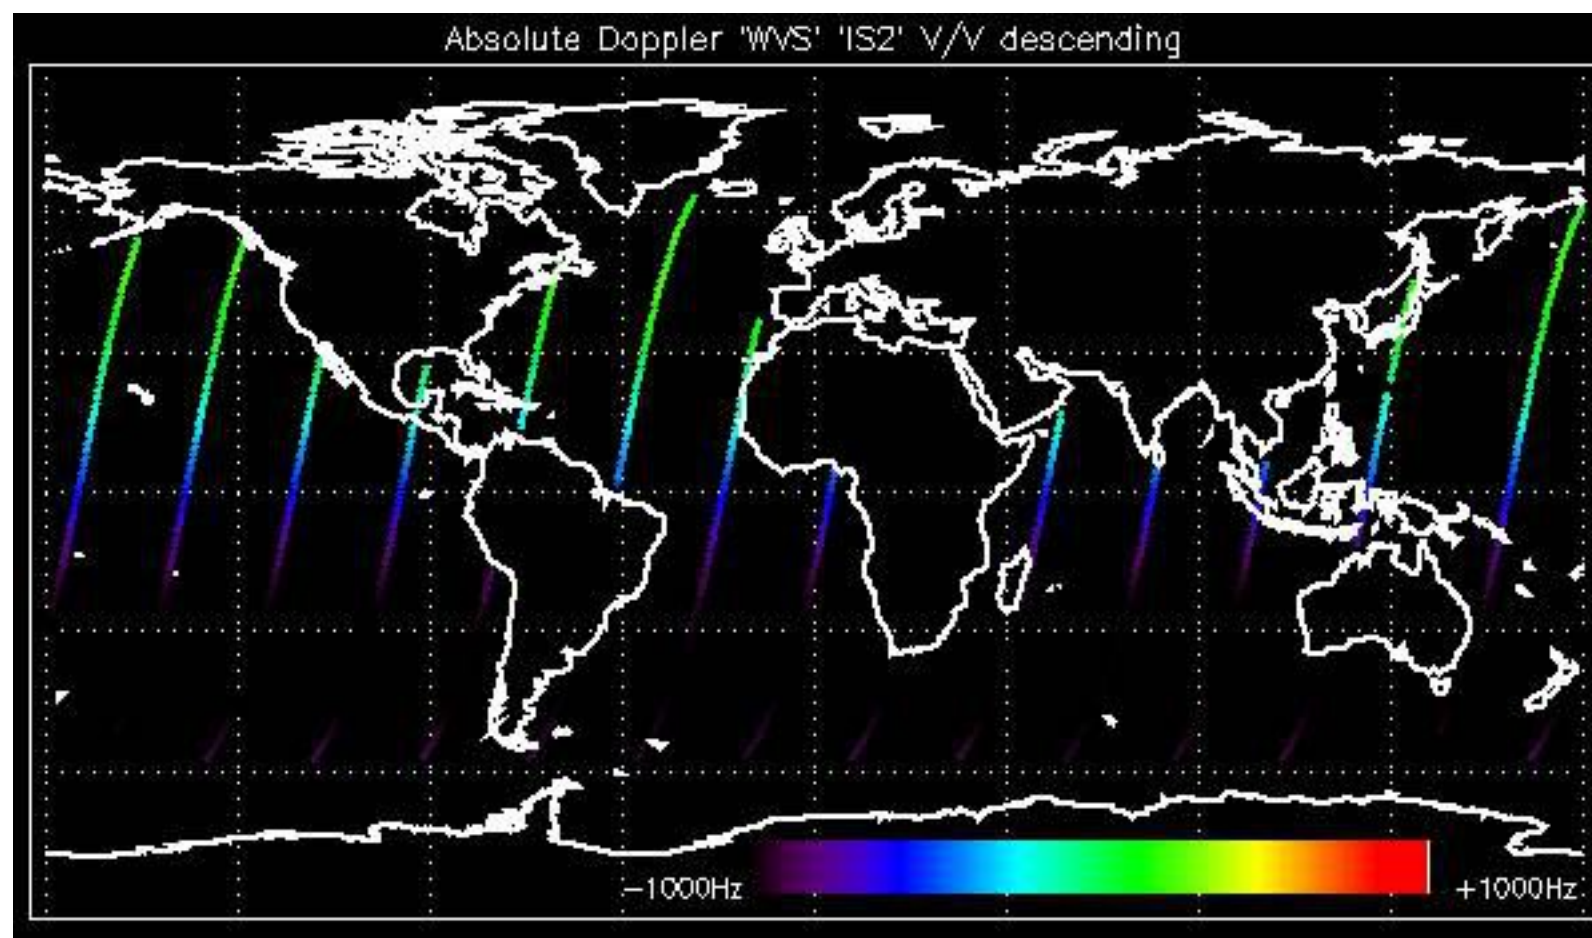 Absolute Doppler 'WVS' 'IS2' V/V descending
-1000Hz +1000Hz